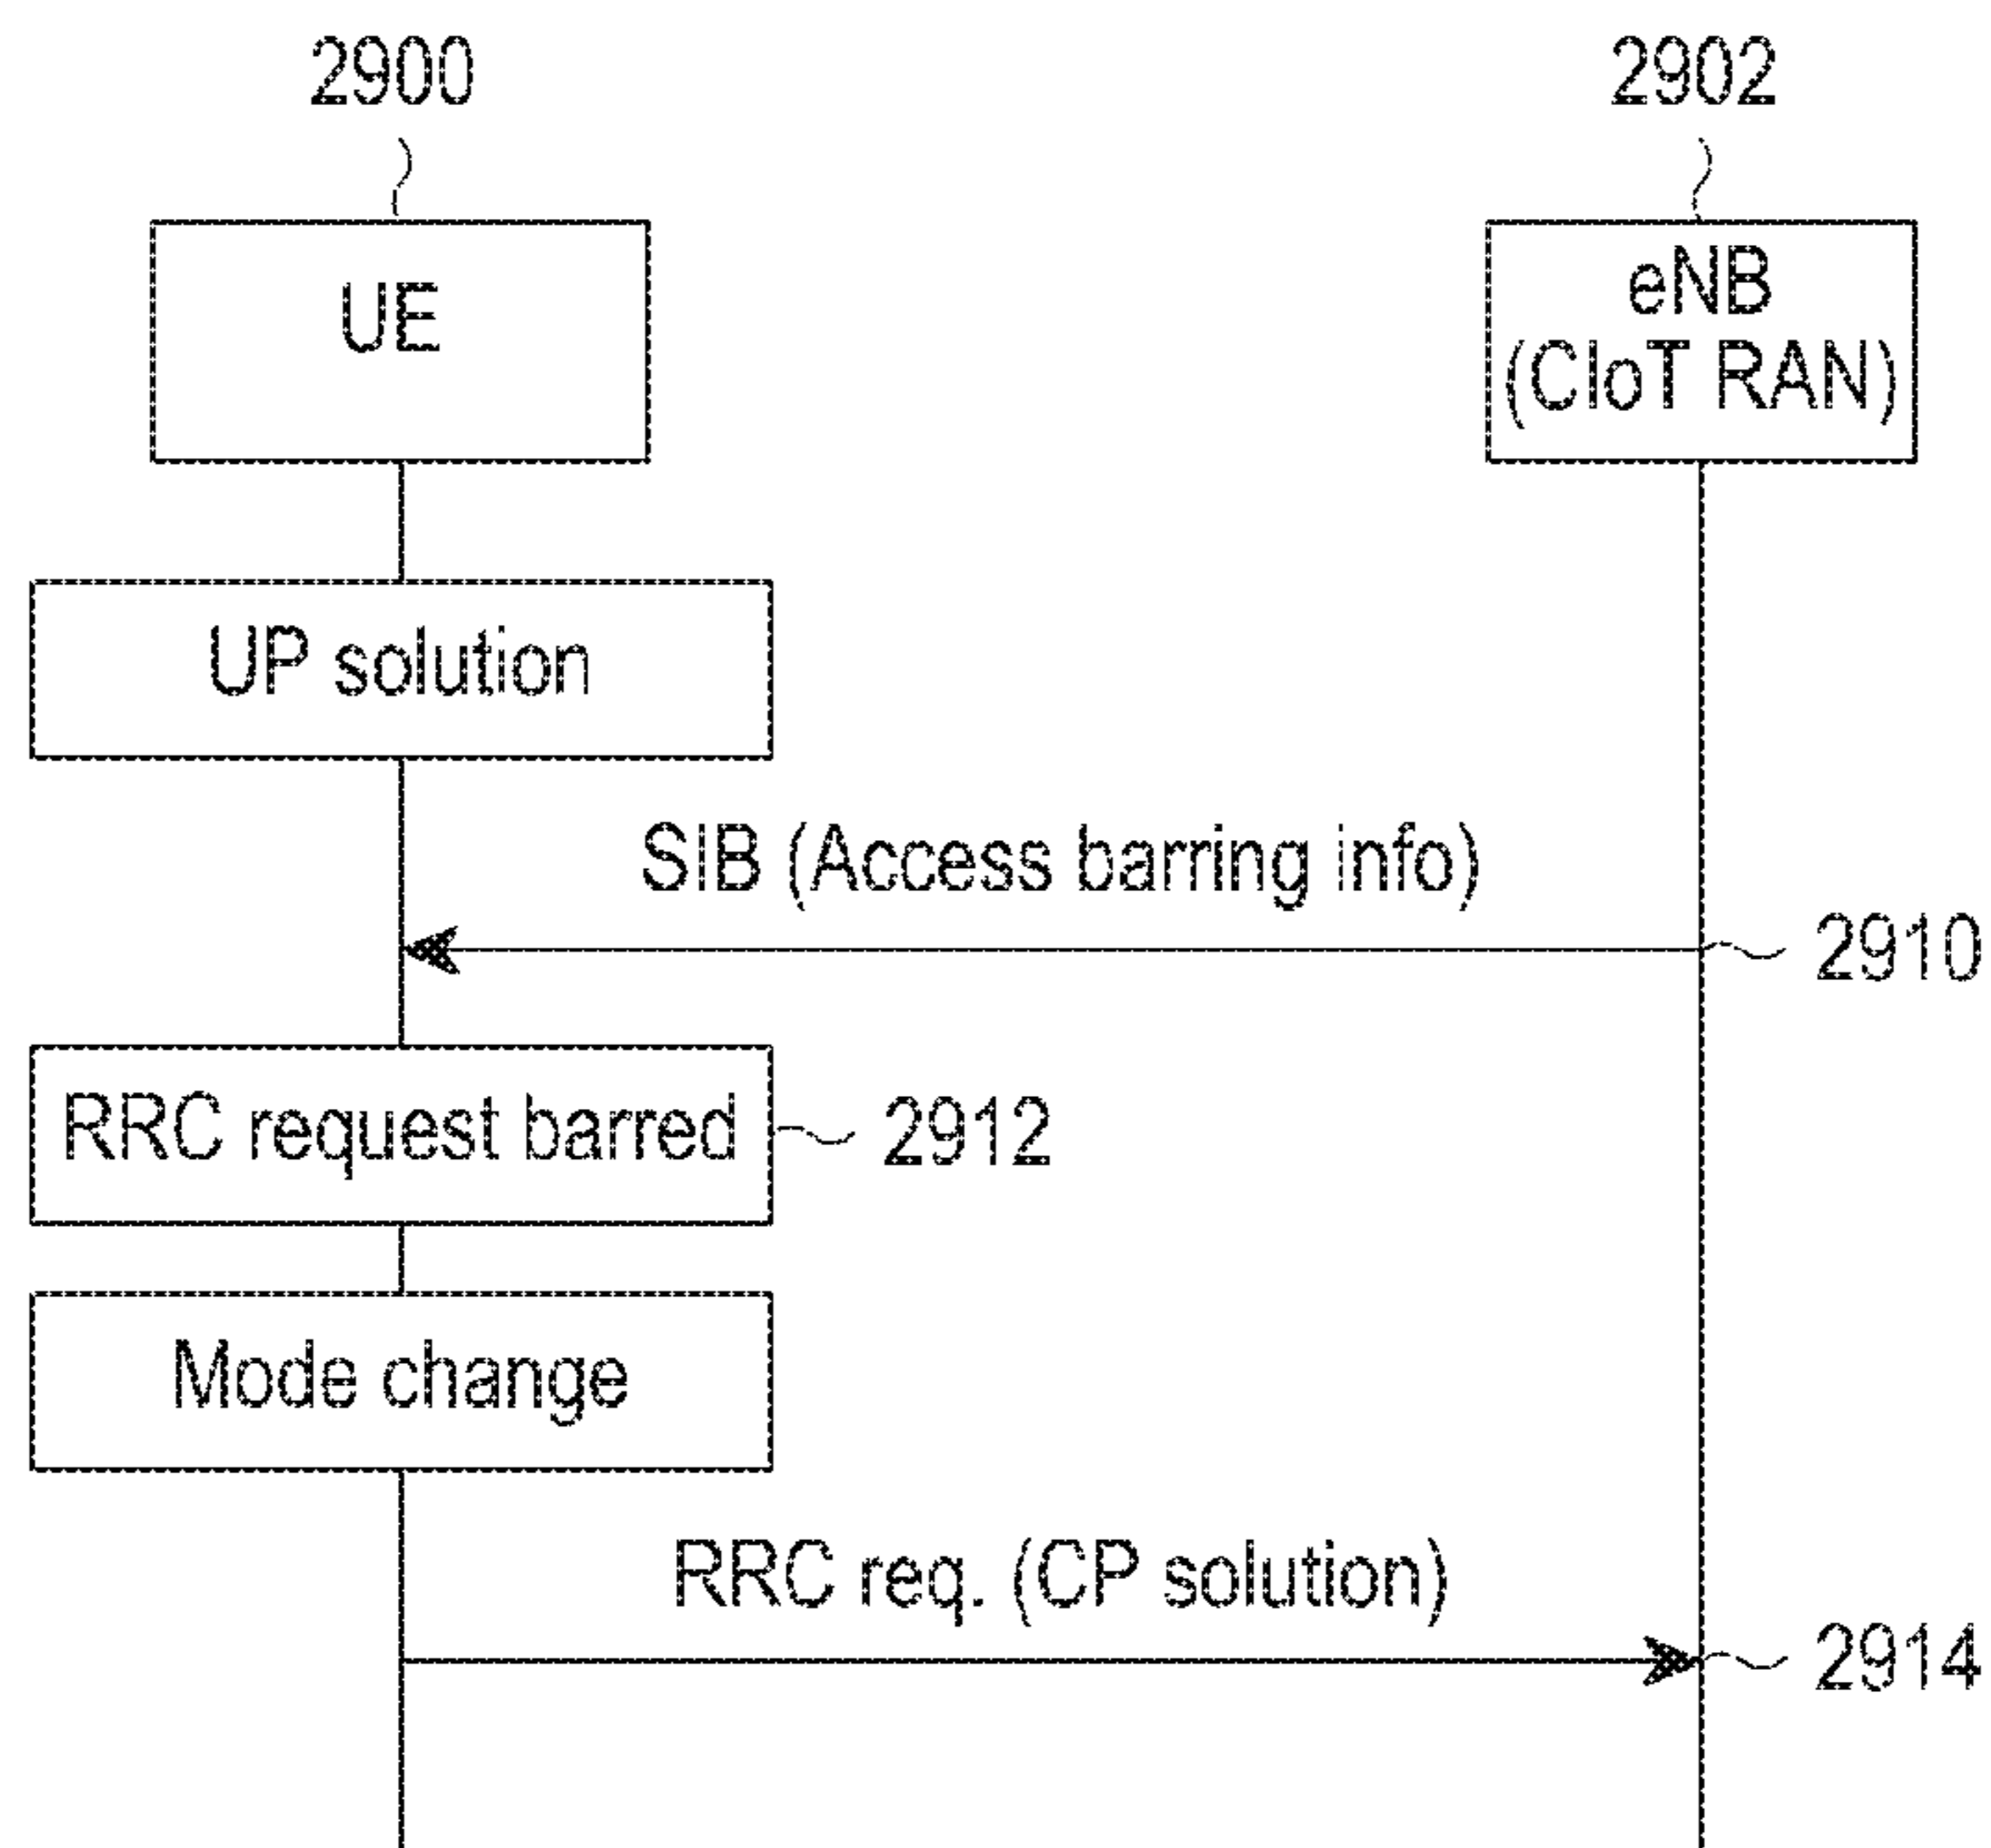 2900
2902
UE
eNB
(CIoT RAN)
UP solution
SIB (Access barring info)
2910
RRC request barred
2912
Mode change
RRC req. (CP solution)
2914